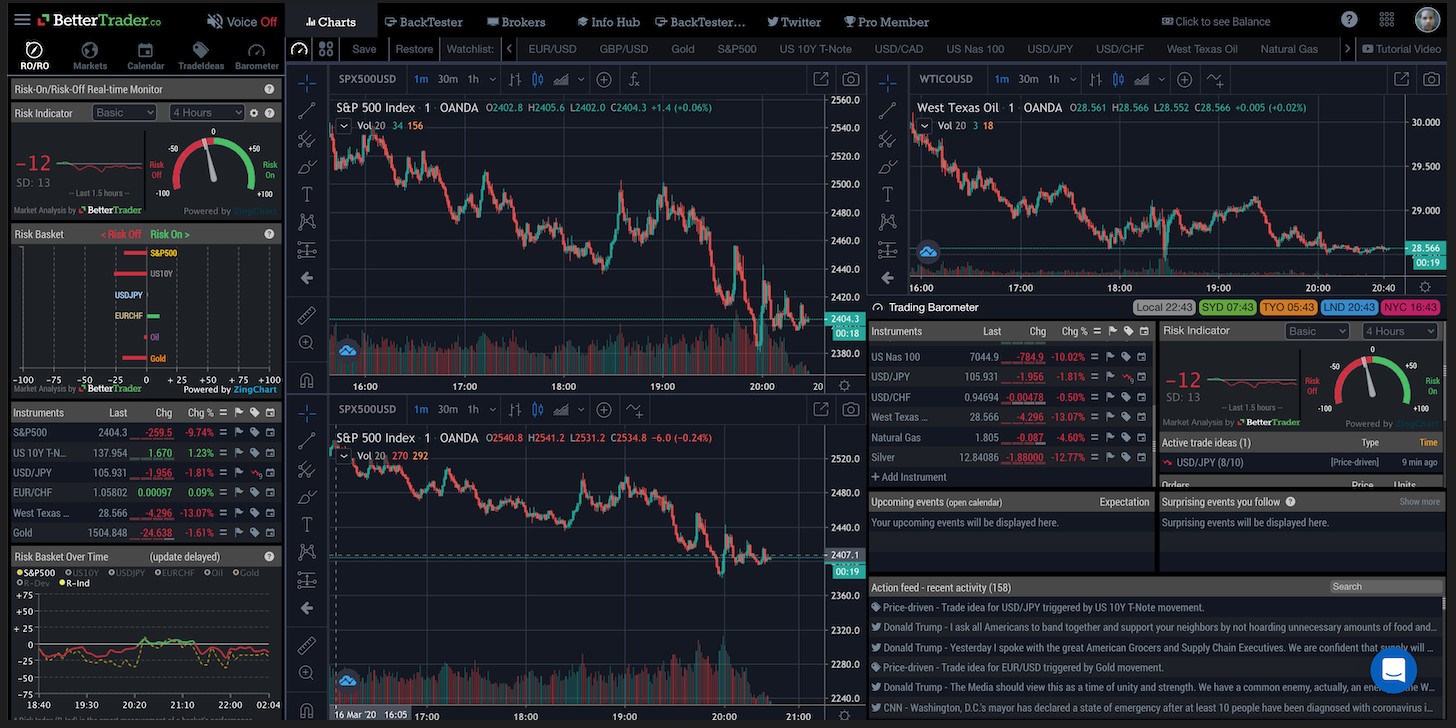 BetterTrader.co
Voice Off
Charts
BackTester
Brokers
Info Hub
BackTester...
Twitter
Pro Member
Click to see Balance
?
RO/RO
Markets
Calendar
TradeIdeas
Barometer
Save
Restore
Watchlist:
EUR/USD
GBP/USD
Gold
S&P500
US 10Y T-Note
USD/CAD
US Nas 100
USD/JPY
USD/CHF
West Texas Oil
Natural Gas
Tutorial Video
Risk-On/Risk-Off Real-time Monitor
Risk Indicator
Basic
4 Hours
-12
SD: 13
-- Last 1.5 hours --
Risk Off
-100
-50
0
+50
+100
Risk On
Market Analysis by BetterTrader
Powered by ZingChart
Risk Basket
< Risk Off
Risk On >
S&P500
US10Y
USDJPY
EURCHF
Oil
Gold
-100 -75 -50 -25 0 +25 +50 +75 +100
Market Analysis by BetterTrader
Powered by ZingChart
Instruments Last Chg Chg %
S&P500 2404.3 -259.5 -9.74%
US 10Y T-N... 137.954 1.670 1.23%
USD/JPY 105.931 -1.956 -1.81%
EUR/CHF 1.05802 0.00097 0.09%
West Texas ... 28.566 -4.296 -13.07%
Gold 1504.848 -24.638 -1.61%
Risk Basket Over Time (update delayed)
S&P500 US10Y USDJPY EURCHF Oil Gold
R-Dev R-Ind
+75
+50
+ 25
0
-25
-50
-75
18:40 19:30 20:20 21:10 22:00 02:04
SPX500USD 1m 30m 1h
S&P 500 Index · 1 · OANDA O2402.8 H2405.6 L2402.0 C2404.3 +1.4 (+0.06%)
Vol 20 34 156
2560.0
2540.0
2520.0
2500.0
2480.0
2460.0
2440.0
2420.0
2404.3
00:18
2380.0
16:00 17:00 18:00 19:00 20:00 20
SPX500USD 1m 30m 1h
S&P 500 Index · 1 · OANDA O2540.8 H2541.2 L2531.2 C2534.8 -6.0 (-0.24%)
Vol 20 270 292
2520.0
2480.0
2440.0
2407.1
00:19
2360.0
2320.0
2280.0
2240.0
16 Mar '20 16:05 17:00 18:00 19:00 20:00 21:00
WTICOUSD 1m 30m 1h
West Texas Oil · 1 · OANDA O28.561 H28.566 L28.552 C28.566 +0.005 (+0.02%)
Vol 20 3 18
30.000
29.500
29.000
28.566
00:19
16:00 17:00 18:00 19:00 20:00 20:40
Trading Barometer
Local 22:43
SYD 07:43
TYO 05:43
LND 20:43
NYC 16:43
Instruments Last Chg Chg %
US Nas 100 7044.9 -784.9 -10.02%
USD/JPY 105.931 -1.956 -1.81%
USD/CHF 0.94694 -0.00478 -0.50%
West Texas ... 28.566 -4.296 -13.07%
Natural Gas 1.805 -0.087 -4.60%
Silver 12.84086 -1.88000 -12.77%
+ Add Instrument
Risk Indicator
Basic
4 Hours
-12
SD: 13
-- Last 1.5 hours --
Risk Off
-100
-50
0
+50
+100
Risk On
Market Analysis by BetterTrader
Powered by
Active trade ideas (1) Type Time
USD/JPY (8/10) [Price-driven] 9 min ago
Orders Price Units
Upcoming events (open calendar) Expectation
Your upcoming events will be displayed here.
Surprising events you follow Show more
Surprising events will be displayed here.
Action feed - recent activity (158)
Search
Price-driven - Trade idea for USD/JPY triggered by US 10Y T-Note movement.
Donald Trump - I ask all Americans to band together and support your neighbors by not hoarding unnecessary amounts of food and...
Donald Trump - Yesterday I spoke with the great American Grocers and Supply Chain Executives. We are confident that supply will ...
Price-driven - Trade idea for EUR/USD triggered by Gold movement.
Donald Trump - The Media should view this as a time of unity and strength. We have a common enemy, actually, an
CNN - Washington, D.C.'s mayor has declared a state of emergency after at least 10 people have been diagnosed with coronavirus i...